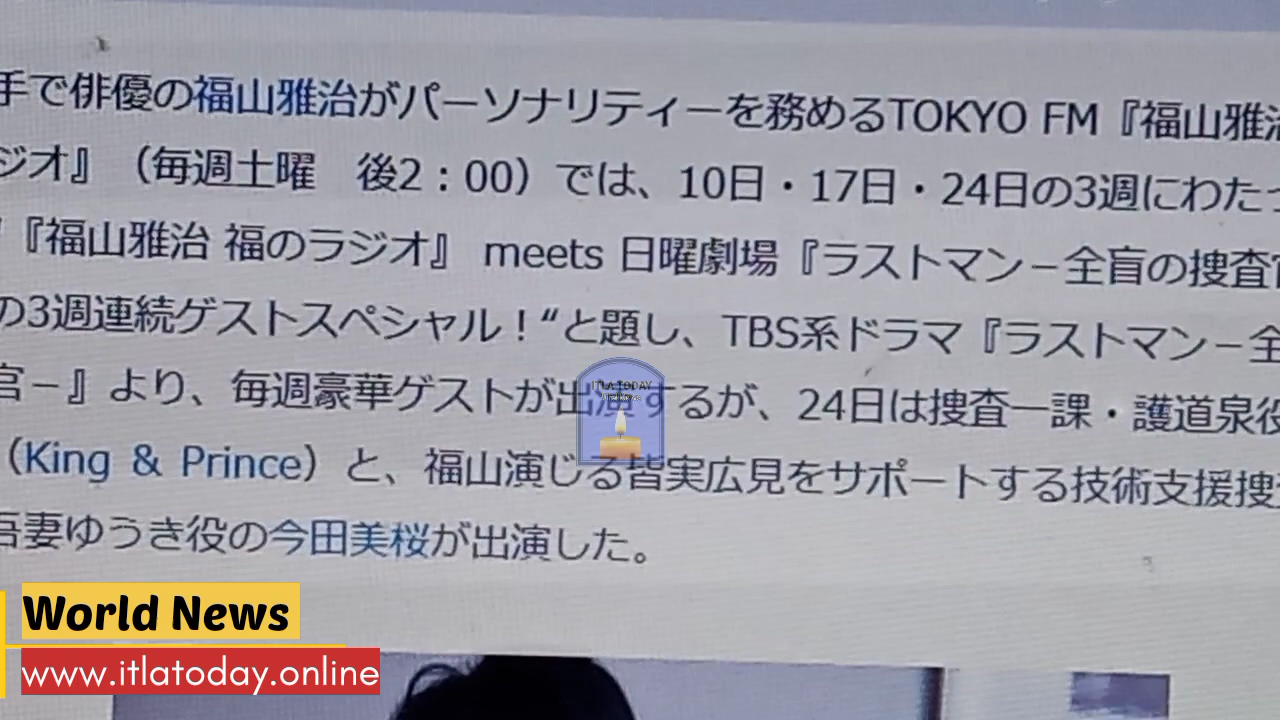 手で俳優の福山雅治がパーソナリティーを務めるTOKYO FM『福山雅治
ジオ』（毎週土曜　後2：00）では、10日・17日・24日の3週にわたっ
『福山雅治 福のラジオ』 meets 日曜劇場『ラストマン－全盲の捜査官
の3週連続ゲストスペシャル！“と題し、TBS系ドラマ『ラストマン－全
官－』より、毎週豪華ゲストが出演するが、24日は捜査一課・護道泉役
（King & Prince）と、福山演じる皆実広見をサポートする技術支援捜査
吾妻ゆうき役の今田美桜が出演した。
ITLA TODAY
World News
www.itlatoday.online